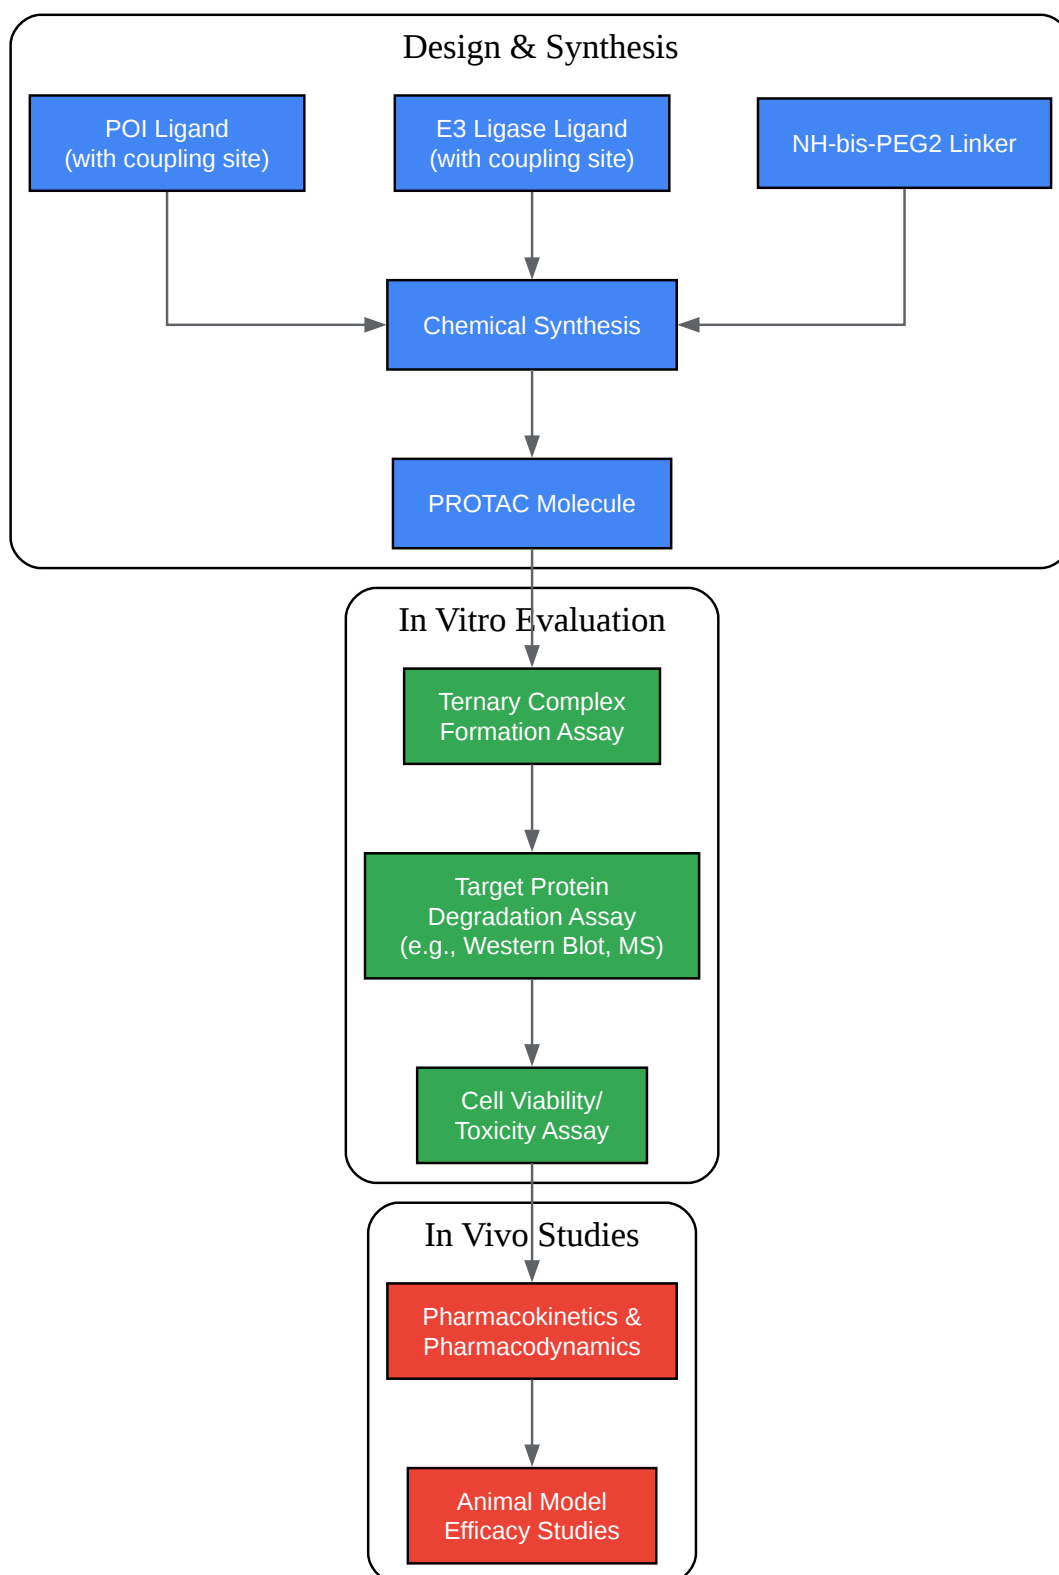 Design & Synthesis
POI Ligand
(with coupling site)
E3 Ligase Ligand
(with coupling site)
NH-bis-PEG2 Linker
Chemical Synthesis
PROTAC Molecule
In Vitro Evaluation
Ternary Complex
Formation Assay
Target Protein
Degradation Assay
(e.g., Western Blot, MS)
Cell Viability/
Toxicity Assay
In Vivo Studies
Pharmacokinetics &
Pharmacodynamics
Animal Model
Efficacy Studies